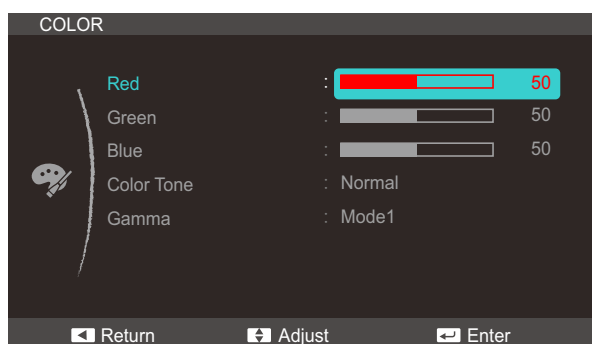 COLOR
Red : 50
Green : 50
Blue : 50
Color Tone : Normal
Gamma : Mode1
Return Adjust Enter